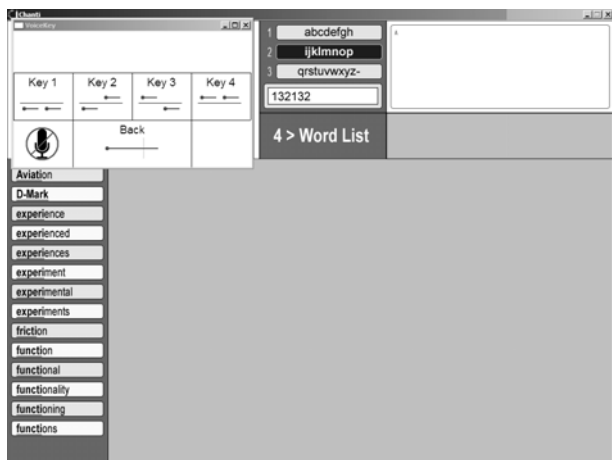 Chanti
VoiceKey
Key 1
Key 2
Key 3
Key 4
Back
1 abcdefgh
2 ijklmnop
3 qrstuvwxyz-
132132
4 > Word List
Aviation
D-Mark
experience
experienced
experiences
experiment
experimental
experiments
friction
function
functional
functionality
functioning
functions